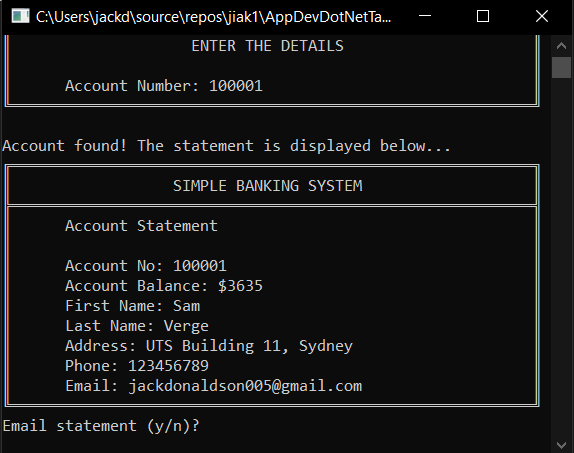 C:\Users\jackd\source\repos\jiak1\AppDevDotNetTa...
ENTER THE DETAILS
Account Number: 100001
Account found! The statement is displayed below...
SIMPLE BANKING SYSTEM
Account Statement
Account No: 100001
Account Balance: $3635
First Name: Sam
Last Name: Verge
Address: UTS Building 11, Sydney
Phone: 123456789
Email: jackdonaldson005@gmail.com
Email statement (y/n)?